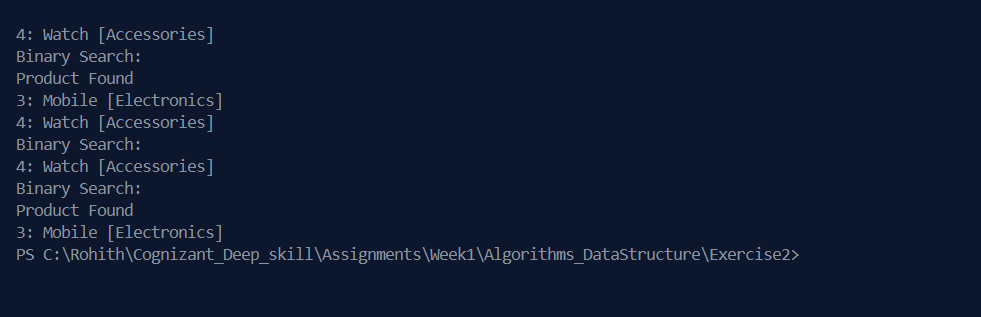 4: Watch [Accessories]
Binary Search:
Product Found
3: Mobile [Electronics]
4: Watch [Accessories]
Binary Search:
4: Watch [Accessories]
Binary Search:
Product Found
3: Mobile [Electronics]
PS C:\Rohith\Cognizant_Deep_skill\Assignments\Week1\Algorithms_DataStructure\Exercise2>